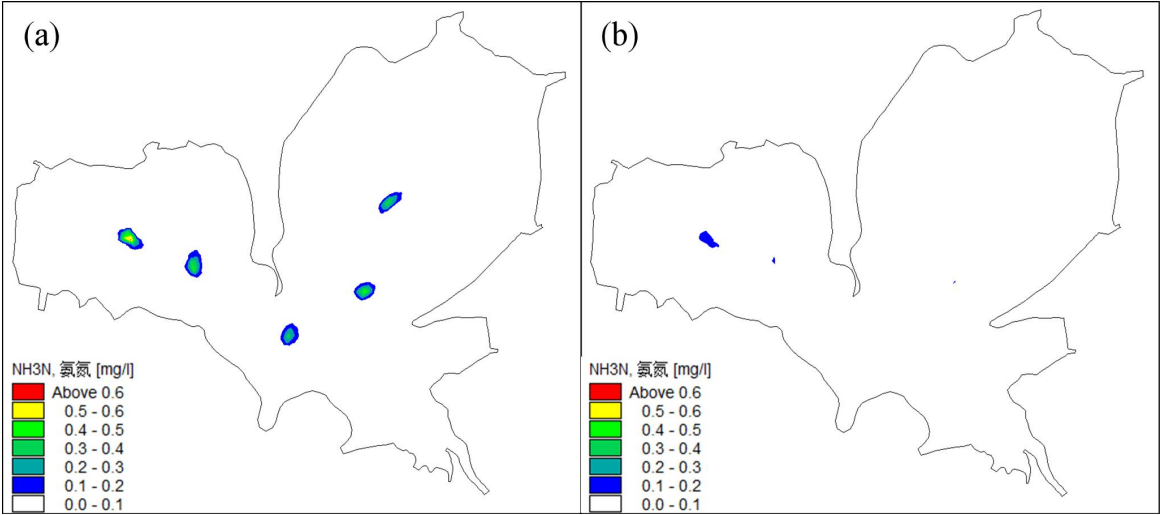 (a)
NH3N, 氨氮 [mg/l]
Above 0.6
0.5 - 0.6
0.4 - 0.5
0.3 - 0.4
0.2 - 0.3
0.1 - 0.2
0.0 - 0.1
(b)
NH3N, 氨氮 [mg/l]
Above 0.6
0.5 - 0.6
0.4 - 0.5
0.3 - 0.4
0.2 - 0.3
0.1 - 0.2
0.0 - 0.1